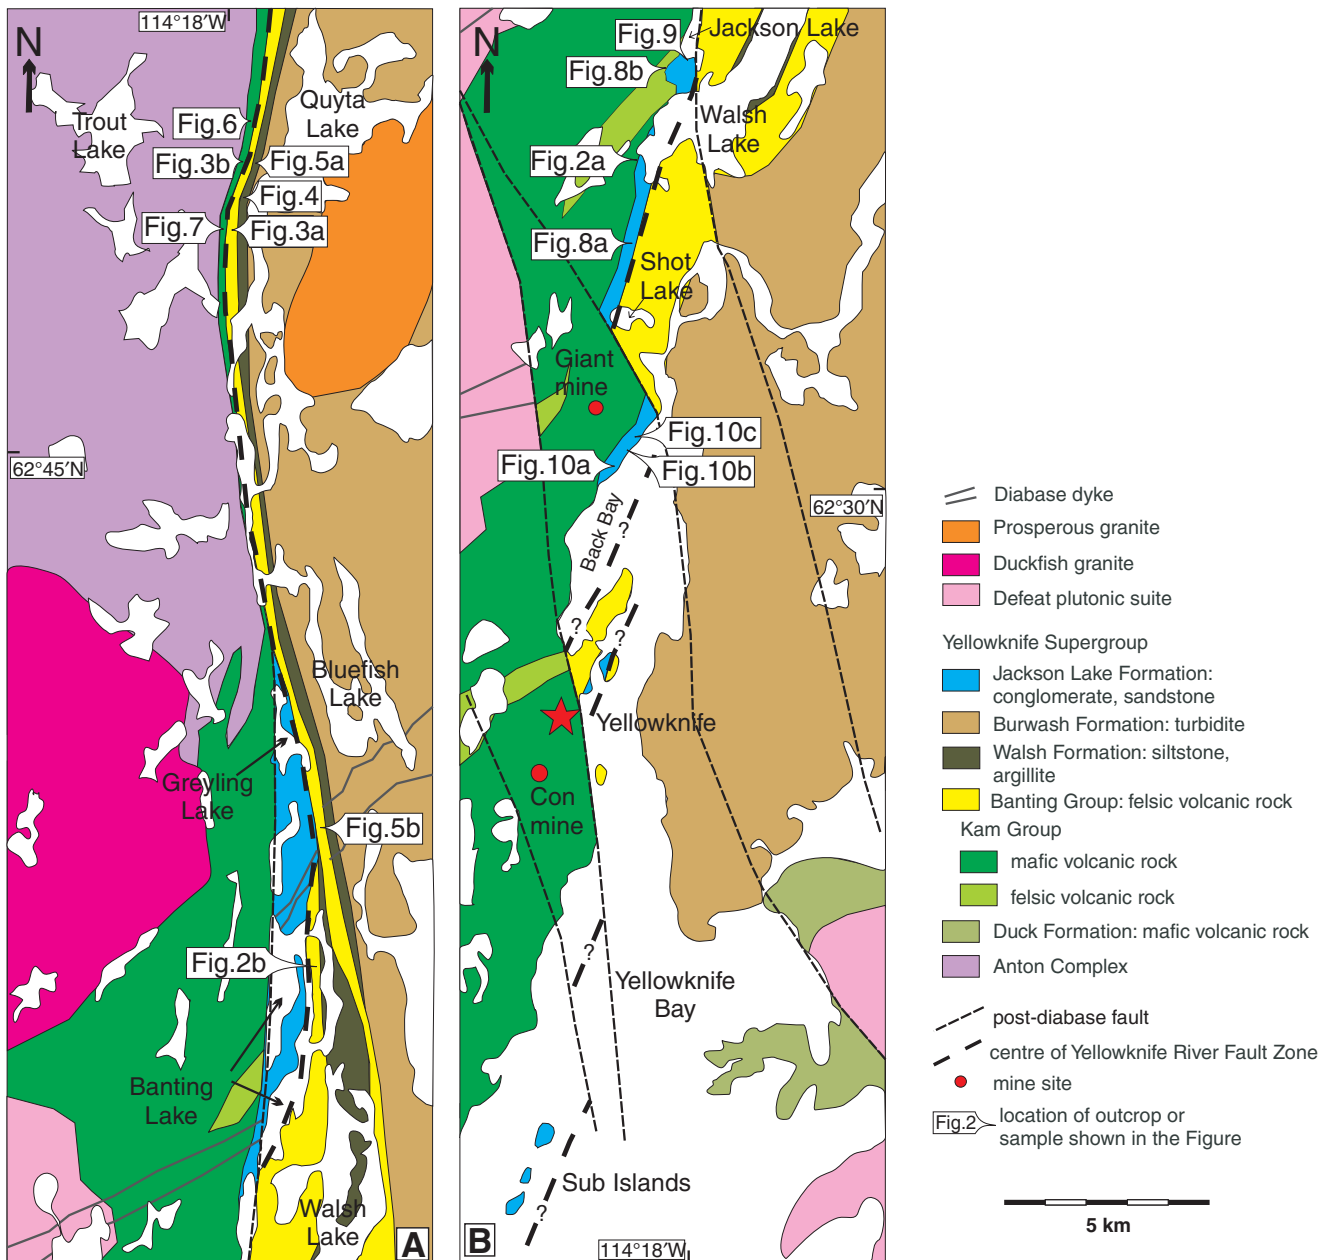 114°18′W
N
Trout
Lake
Quyta
Lake
Fig.6
Fig.3b
Fig.5a
Fig.4
Fig.7
Fig.3a
62°45′N
Bluefish
Lake
Greyling
Lake
Fig.5b
Fig.2b
Banting
Lake
Walsh
Lake
A
N
Fig.9
Jackson Lake
Fig.8b
Walsh
Lake
Fig.2a
Fig.8a
Shot
Lake
Giant
mine
Fig.10c
Fig.10a
Fig.10b
62°30′N
Back Bay
?
?
?
Yellowknife
Con
mine
?
Yellowknife
Bay
Sub Islands
?
B
114°18′W
Diabase dyke
Prosperous granite
Duckfish granite
Defeat plutonic suite
Yellowknife Supergroup
Jackson Lake Formation:
conglomerate, sandstone
Burwash Formation: turbidite
Walsh Formation: siltstone,
argillite
Banting Group: felsic volcanic rock
Kam Group
mafic volcanic rock
felsic volcanic rock
Duck Formation: mafic volcanic rock
Anton Complex
post-diabase fault
centre of Yellowknife River Fault Zone
mine site
Fig.2
location of outcrop or
sample shown in the Figure
5 km